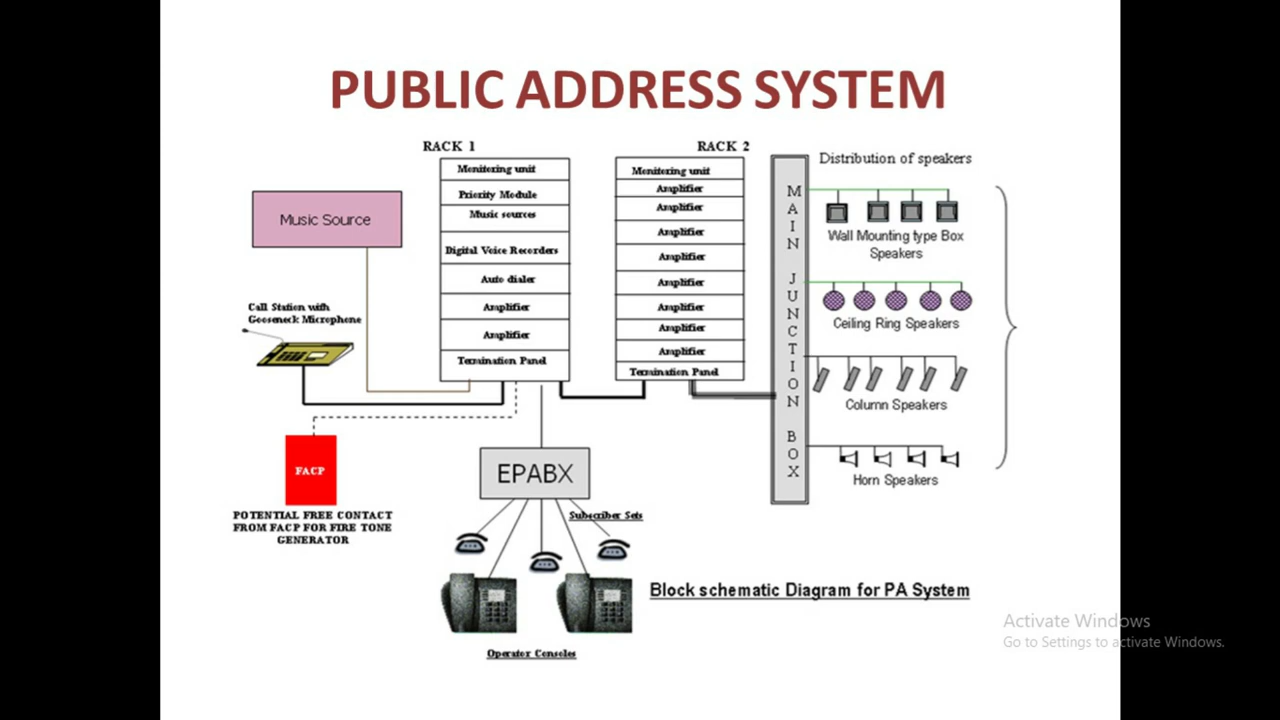 PUBLIC ADDRESS SYSTEM
RACK 1
Monitoring unit
Priority Module
Music sources
Digital Voice Recorders
Auto dialer
Amplifier
Amplifier
Termination Panel
RACK 2
Monitoring unit
Amplifier
Amplifier
Amplifier
Amplifier
Amplifier
Amplifier
Amplifier
Amplifier
Termination Panel
Music Source
Call Station with
Gooseneck Microphone
FACP
POTENTIAL FREE CONTACT
FROM FACP FOR FIRE TONE
GENERATOR
EPABX
Subscriber Sets
Operator Consoles
MAIN JUNCTION BOX
Distribution of speakers
Wall Mounting type Box
Speakers
Ceiling Ring Speakers
Column Speakers
Horn Speakers
Block schematic Diagram for PA System
Activate Windows
Go to Settings to activate Windows.